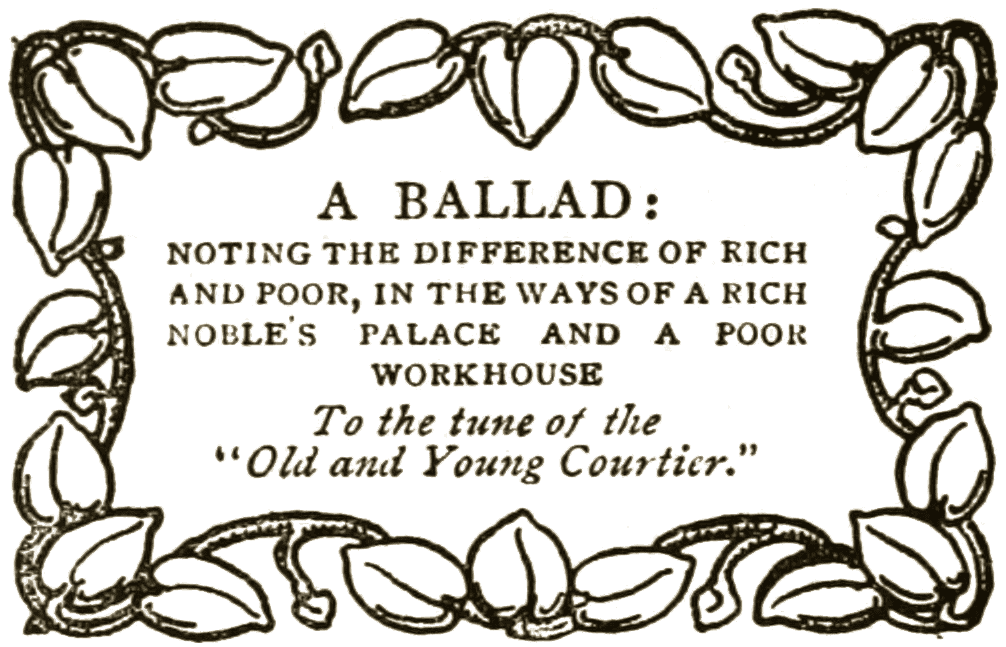 A BALLAD:
NOTING THE DIFFERENCE OF RICH
AND POOR, IN THE WAYS OF A RICH
NOBLE'S PALACE AND A POOR
WORKHOUSE
To the tune of the
"Old and Young Courtier."